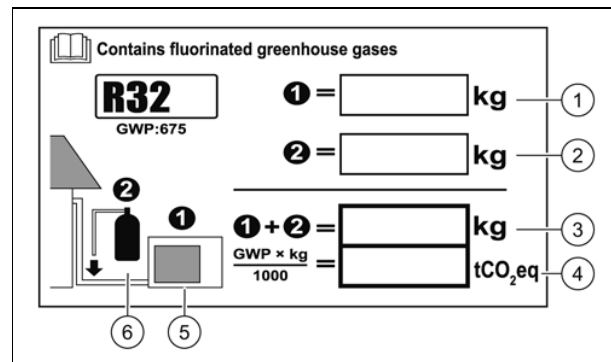 Contains fluorinated greenhouse gases
R32
GWP:675
❶ = kg
①
❷ = kg
②
❶+❷ = kg
③
GWP × kg
1000
= tCO₂eq
④
❷
❶
⑥
⑤